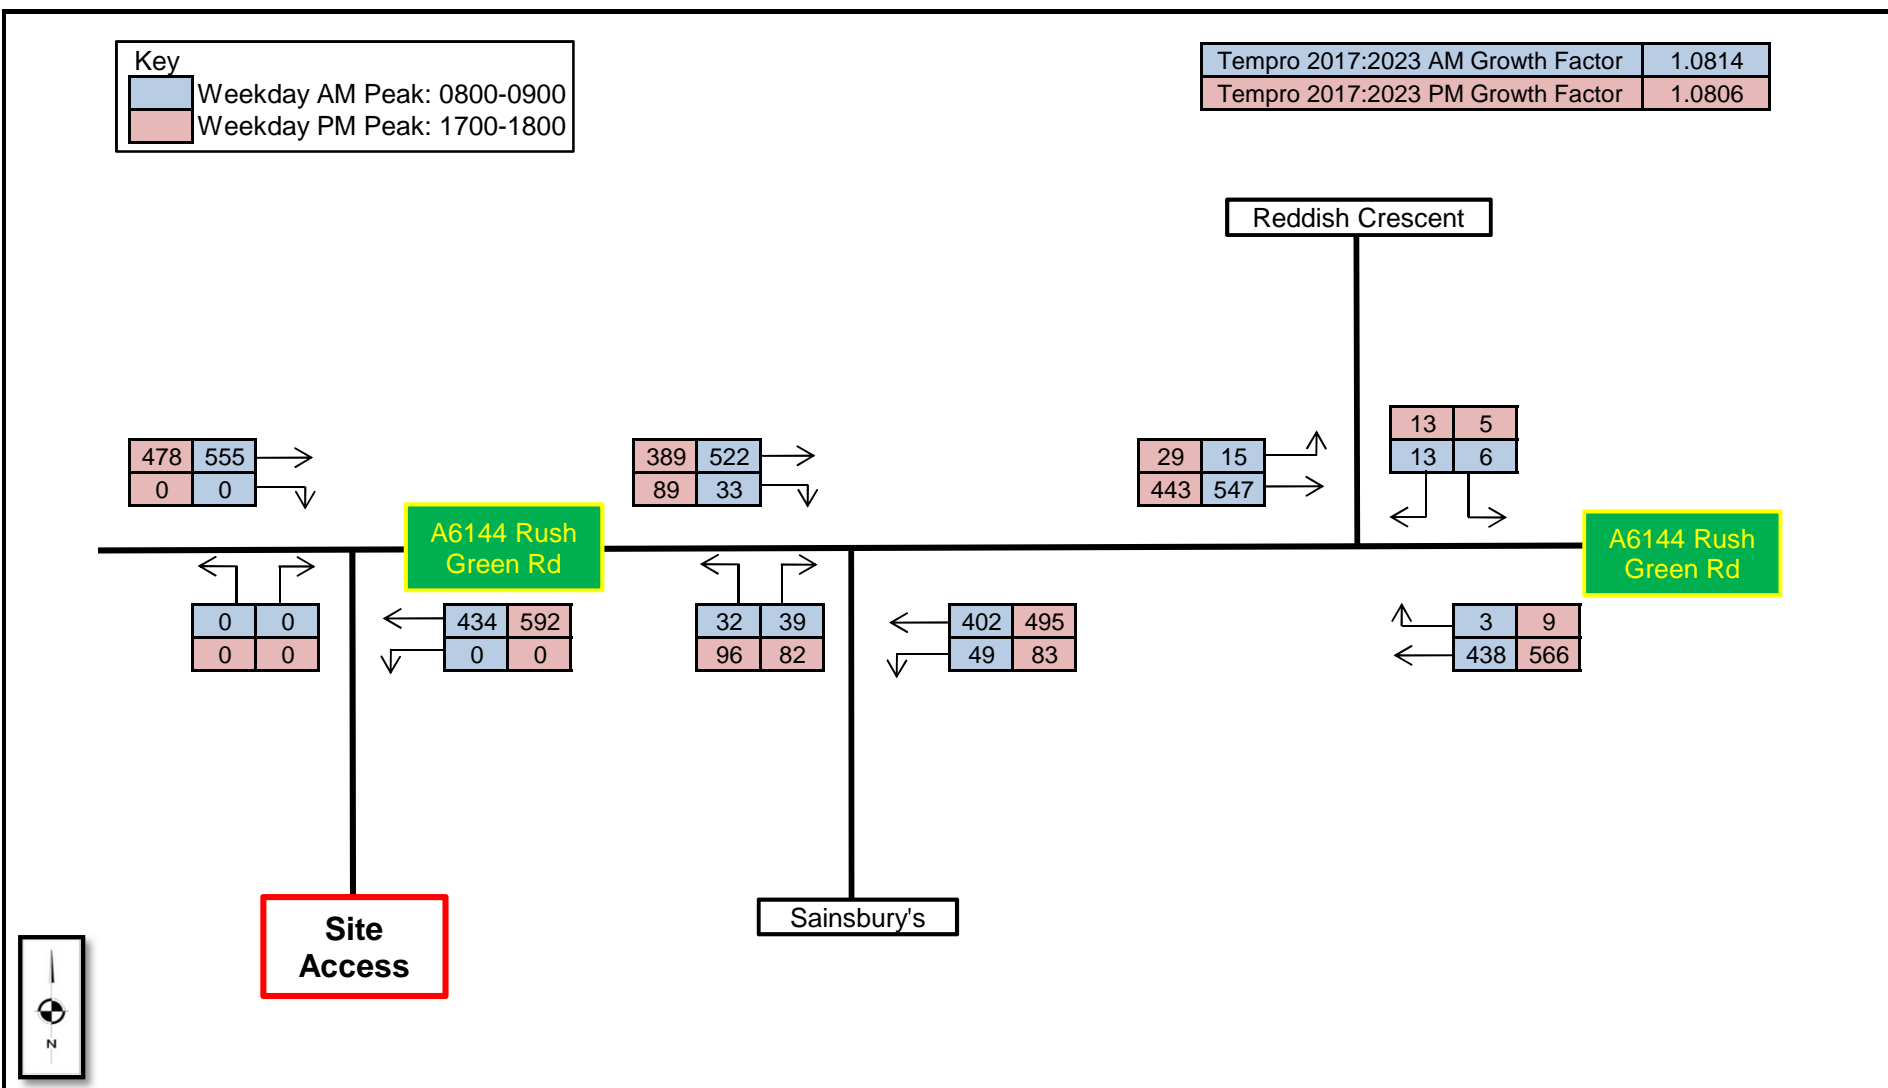 Key
Weekday AM Peak: 0800-0900
Weekday PM Peak: 1700-1800
Tempro 2017:2023 AM Growth Factor 1.0814
Tempro 2017:2023 PM Growth Factor 1.0806
Reddish Crescent
478 555
0 0
389 522
89 33
29 15
443 547
13 5
13 6
A6144 Rush
Green Rd
A6144 Rush
Green Rd
0 0
0 0
434 592
0 0
32 39
96 82
402 495
49 83
3 9
438 566
Site
Access
Sainsbury's
N